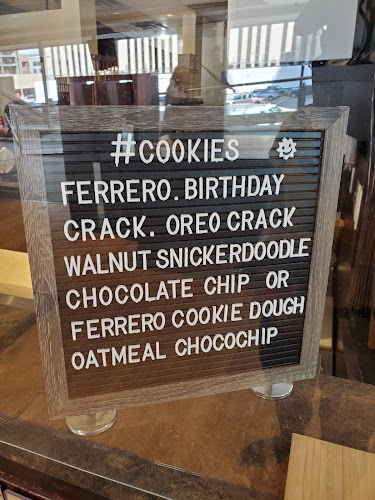 #COOKIES
FERRERO. BIRTHDAY
CRACK. OREO CRACK
WALNUT SNICKERDOODLE
CHOCOLATE CHIP OR
FERRERO COOKIE DOUGH
OATMEAL CHOCOCHIP